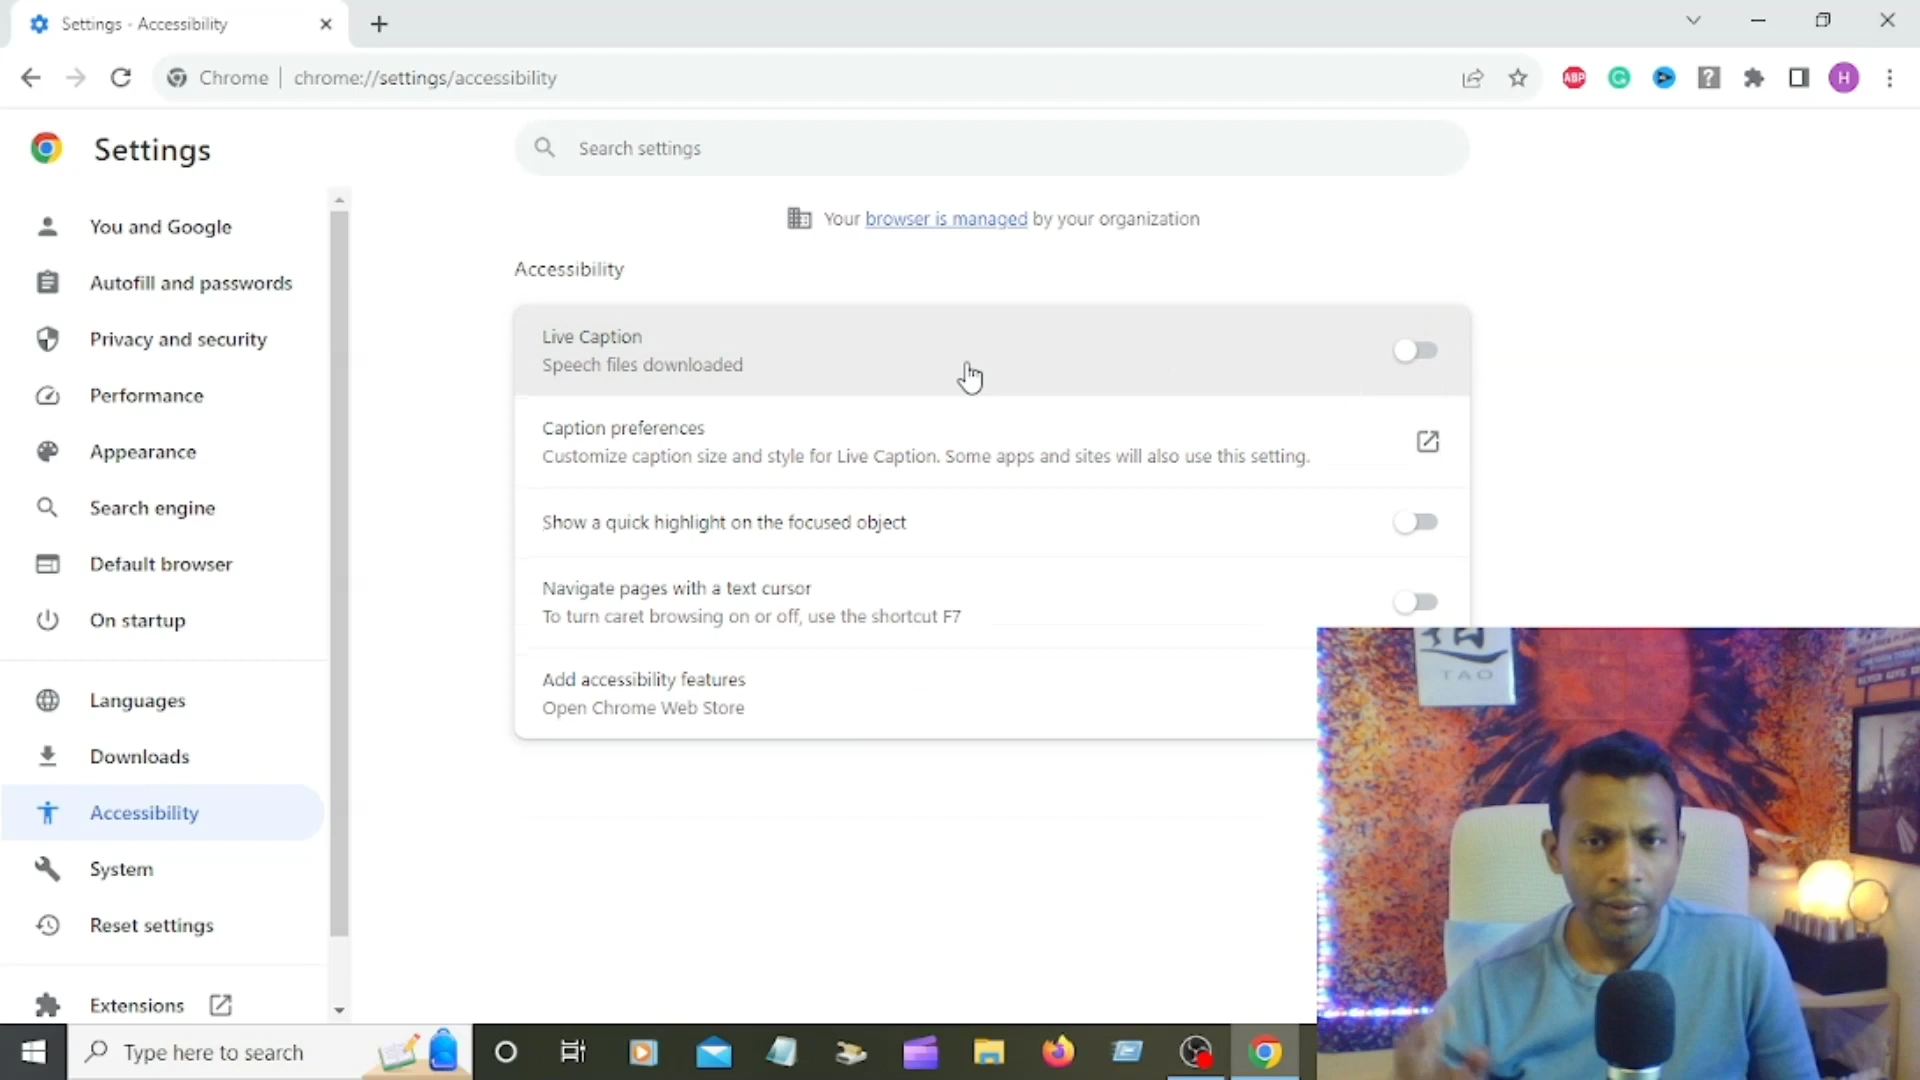 Settings - Accessibility
Chrome
chrome://settings/accessibility
ABP
H
Settings
Search settings
Your browser is managed by your organization
You and Google
Autofill and passwords
Privacy and security
Performance
Appearance
Search engine
Default browser
On startup
Languages
Downloads
Accessibility
System
Reset settings
Extensions
Accessibility
Live Caption
Speech files downloaded
Caption preferences
Customize caption size and style for Live Caption. Some apps and sites will also use this setting.
Show a quick highlight on the focused object
Navigate pages with a text cursor
To turn caret browsing on or off, use the shortcut F7
Add accessibility features
Open Chrome Web Store
TAO
Type here to search